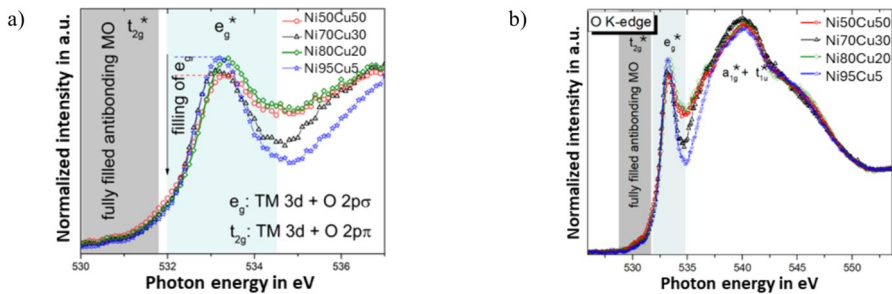 a)
t2g*
eg*
Normalized intensity in a.u.
fully filled antibonding MO
filling of eg
Ni50Cu50
Ni70Cu30
Ni80Cu20
Ni95Cu5
eg: TM 3d + O 2pσ
t2g: TM 3d + O 2pπ
530 532 534 536
Photon energy in eV
b)
O K-edge
t2g*
eg*
Normalized intensity in a.u.
fully filled antibonding MO
a1g* + t1u*
Ni50Cu50
Ni70Cu30
Ni80Cu20
Ni95Cu5
530 535 540 545 550
Photon energy in eV